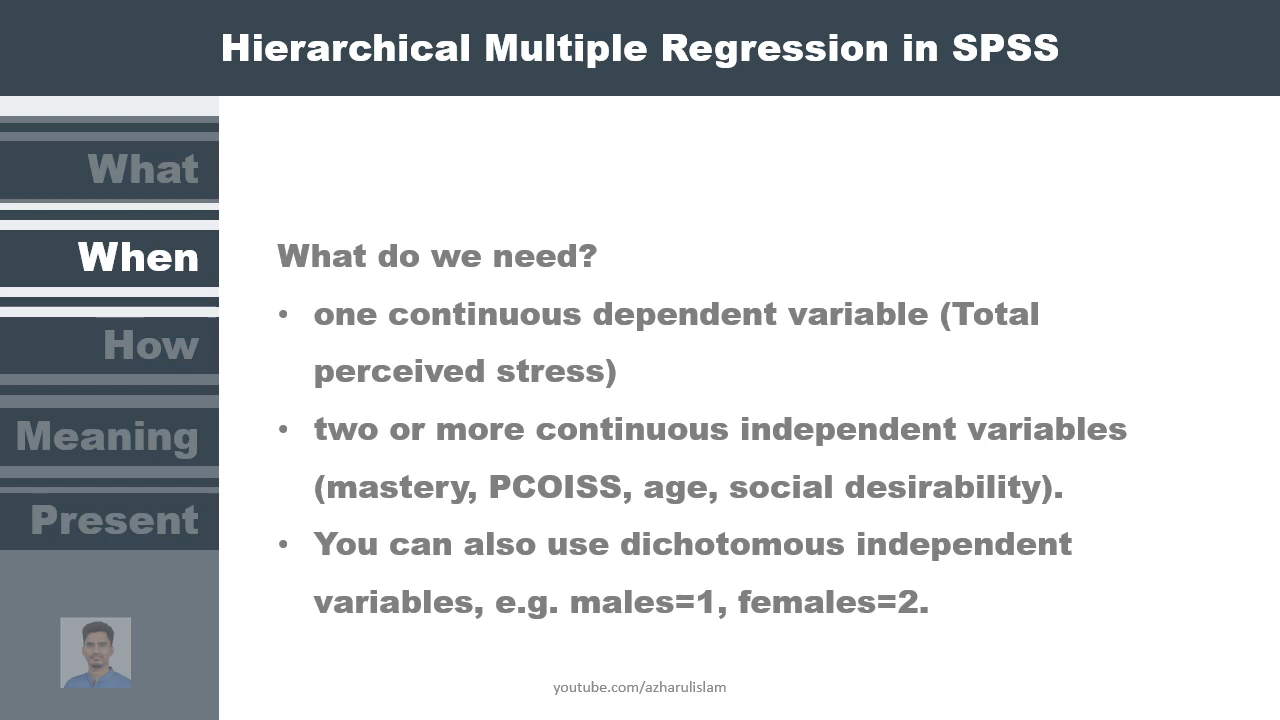 Hierarchical Multiple Regression in SPSS
What
When
How
Meaning
Present
What do we need?
• one continuous dependent variable (Total
perceived stress)
• two or more continuous independent variables
(mastery, PCOISS, age, social desirability).
• You can also use dichotomous independent
variables, e.g. males=1, females=2.
youtube.com/azharulislam